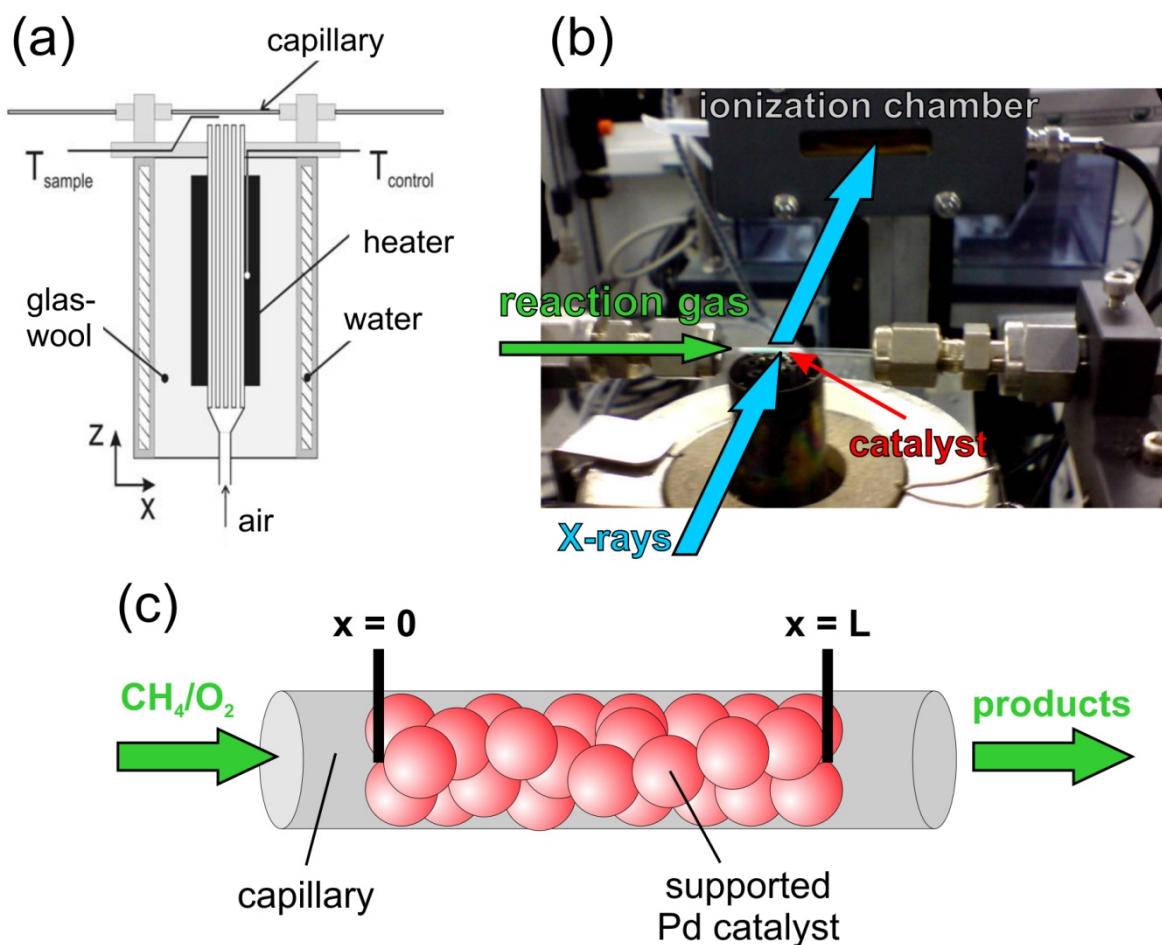 (a)
capillary
T sample
T control
heater
glas-
wool
water
Z
X
air
(b)
ionization chamber
reaction gas
catalyst
X-rays
(c)
x = 0
x = L
CH₄/O₂
products
capillary
supported
Pd catalyst